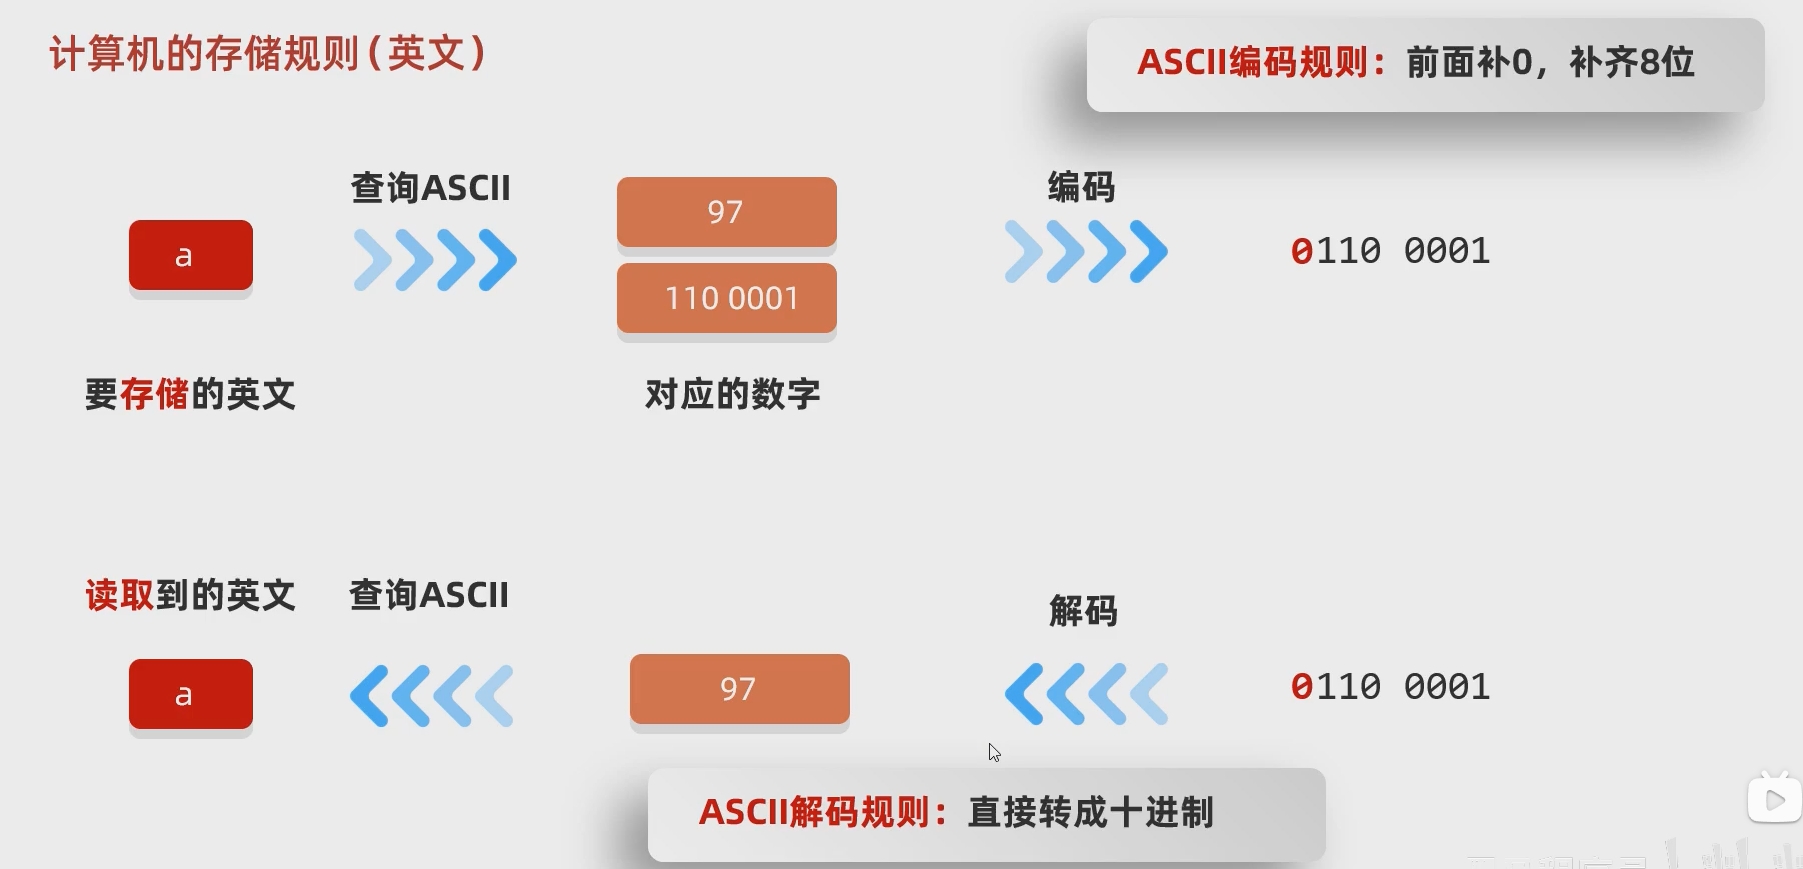 计算机的存储规则(英文)
ASCII编码规则：前面补0，补齐8位
查询ASCII
编码
a
97
110 0001
0110 0001
要存储的英文
对应的数字
读取到的英文
查询ASCII
解码
a
97
0110 0001
ASCII解码规则：直接转成十进制